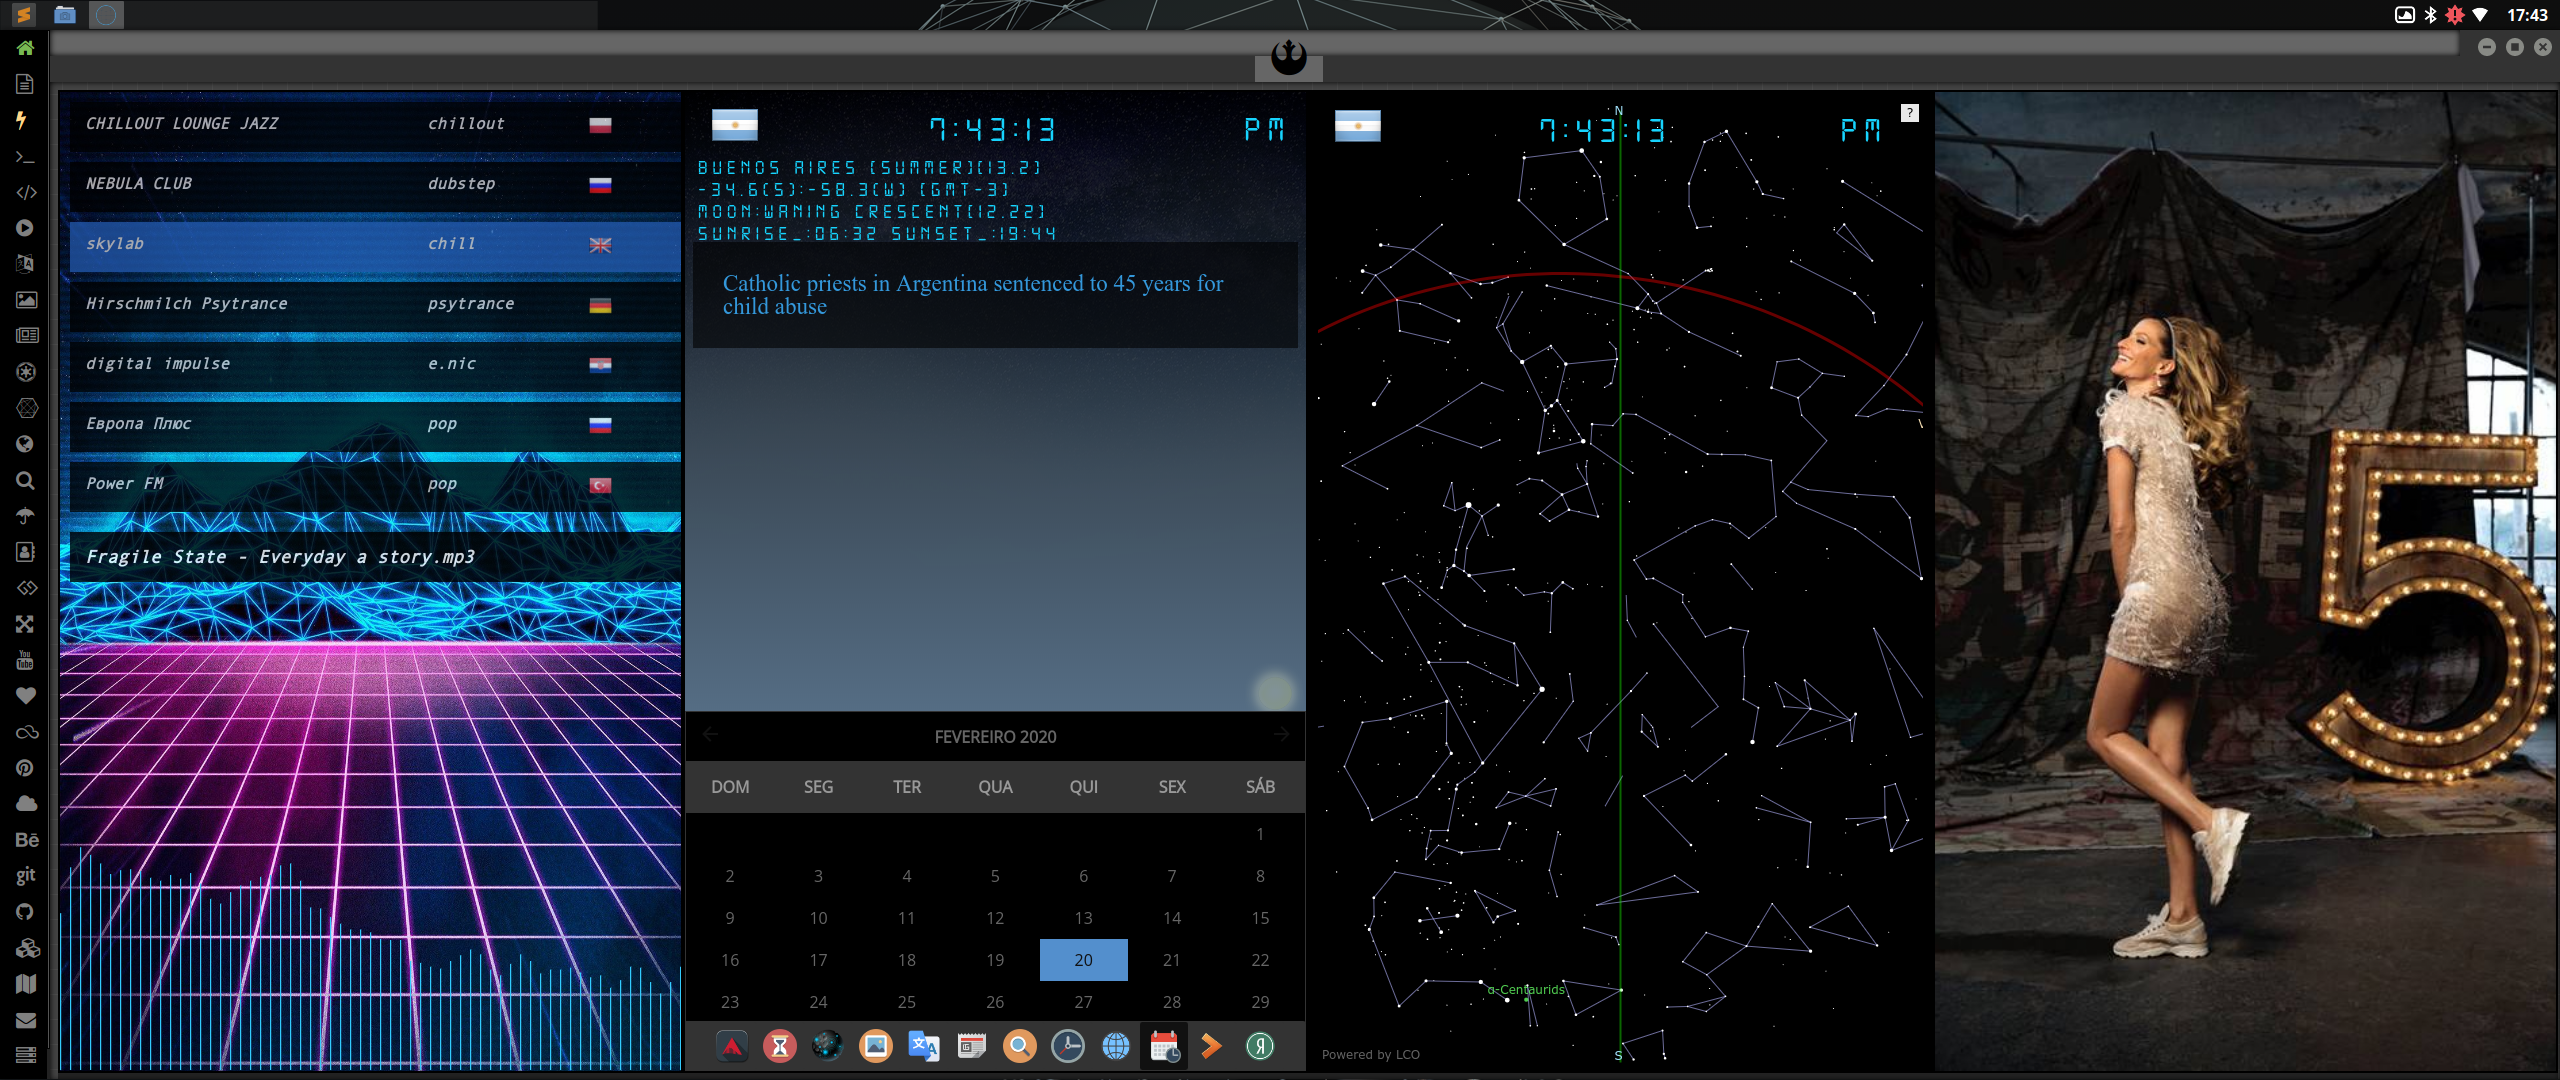 17:43
CHILLOUT LOUNGE JAZZ chillout
NEBULA CLUB dubstep
skylab chill
Hirschmilch Psytrance psytrance
digital impulse e.nic
Европа Плюс pop
Power FM pop
Fragile State - Everyday a story.mp3
7:43:13 PM
BUENOS AIRES (SUMMER)(13.2)
-34.6(S):-58.3(W) (GMT-3)
MOON:WANING CRESCENT(12.22)
SUNRISE_:06:32 SUNSET_:19:44
Catholic priests in Argentina sentenced to 45 years for
child abuse
FEVEREIRO 2020
DOM SEG TER QUA QUI SEX SÁB
1
2 3 4 5 6 7 8
9 10 11 12 13 14 15
16 17 18 19 20 21 22
23 24 25 26 27 28 29
N
7:43:13 PM
?
α-Centaurids
Powered by LCO
S
5
You
Tube
Bē
git